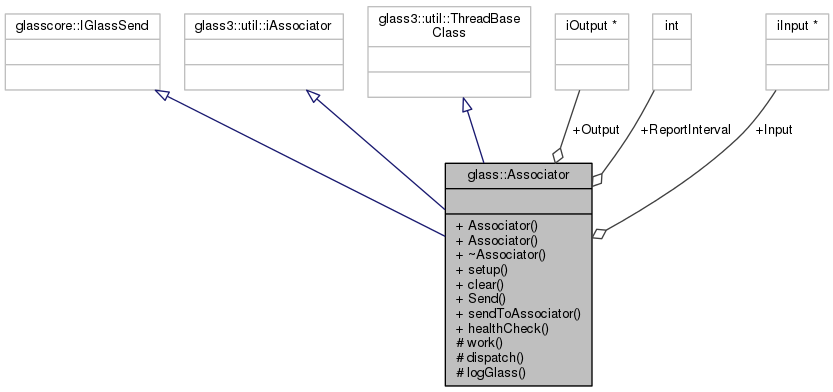 glasscore::IGlassSend
glass3::util::iAssociator
glass3::util::ThreadBase
Class
iOutput *
int
iInput *
+Output
+ReportInterval
+Input
glass::Associator
+ Associator()
+ Associator()
+ ~Associator()
+ setup()
+ clear()
+ Send()
+ sendToAssociator()
+ healthCheck()
# work()
# dispatch()
# logGlass()